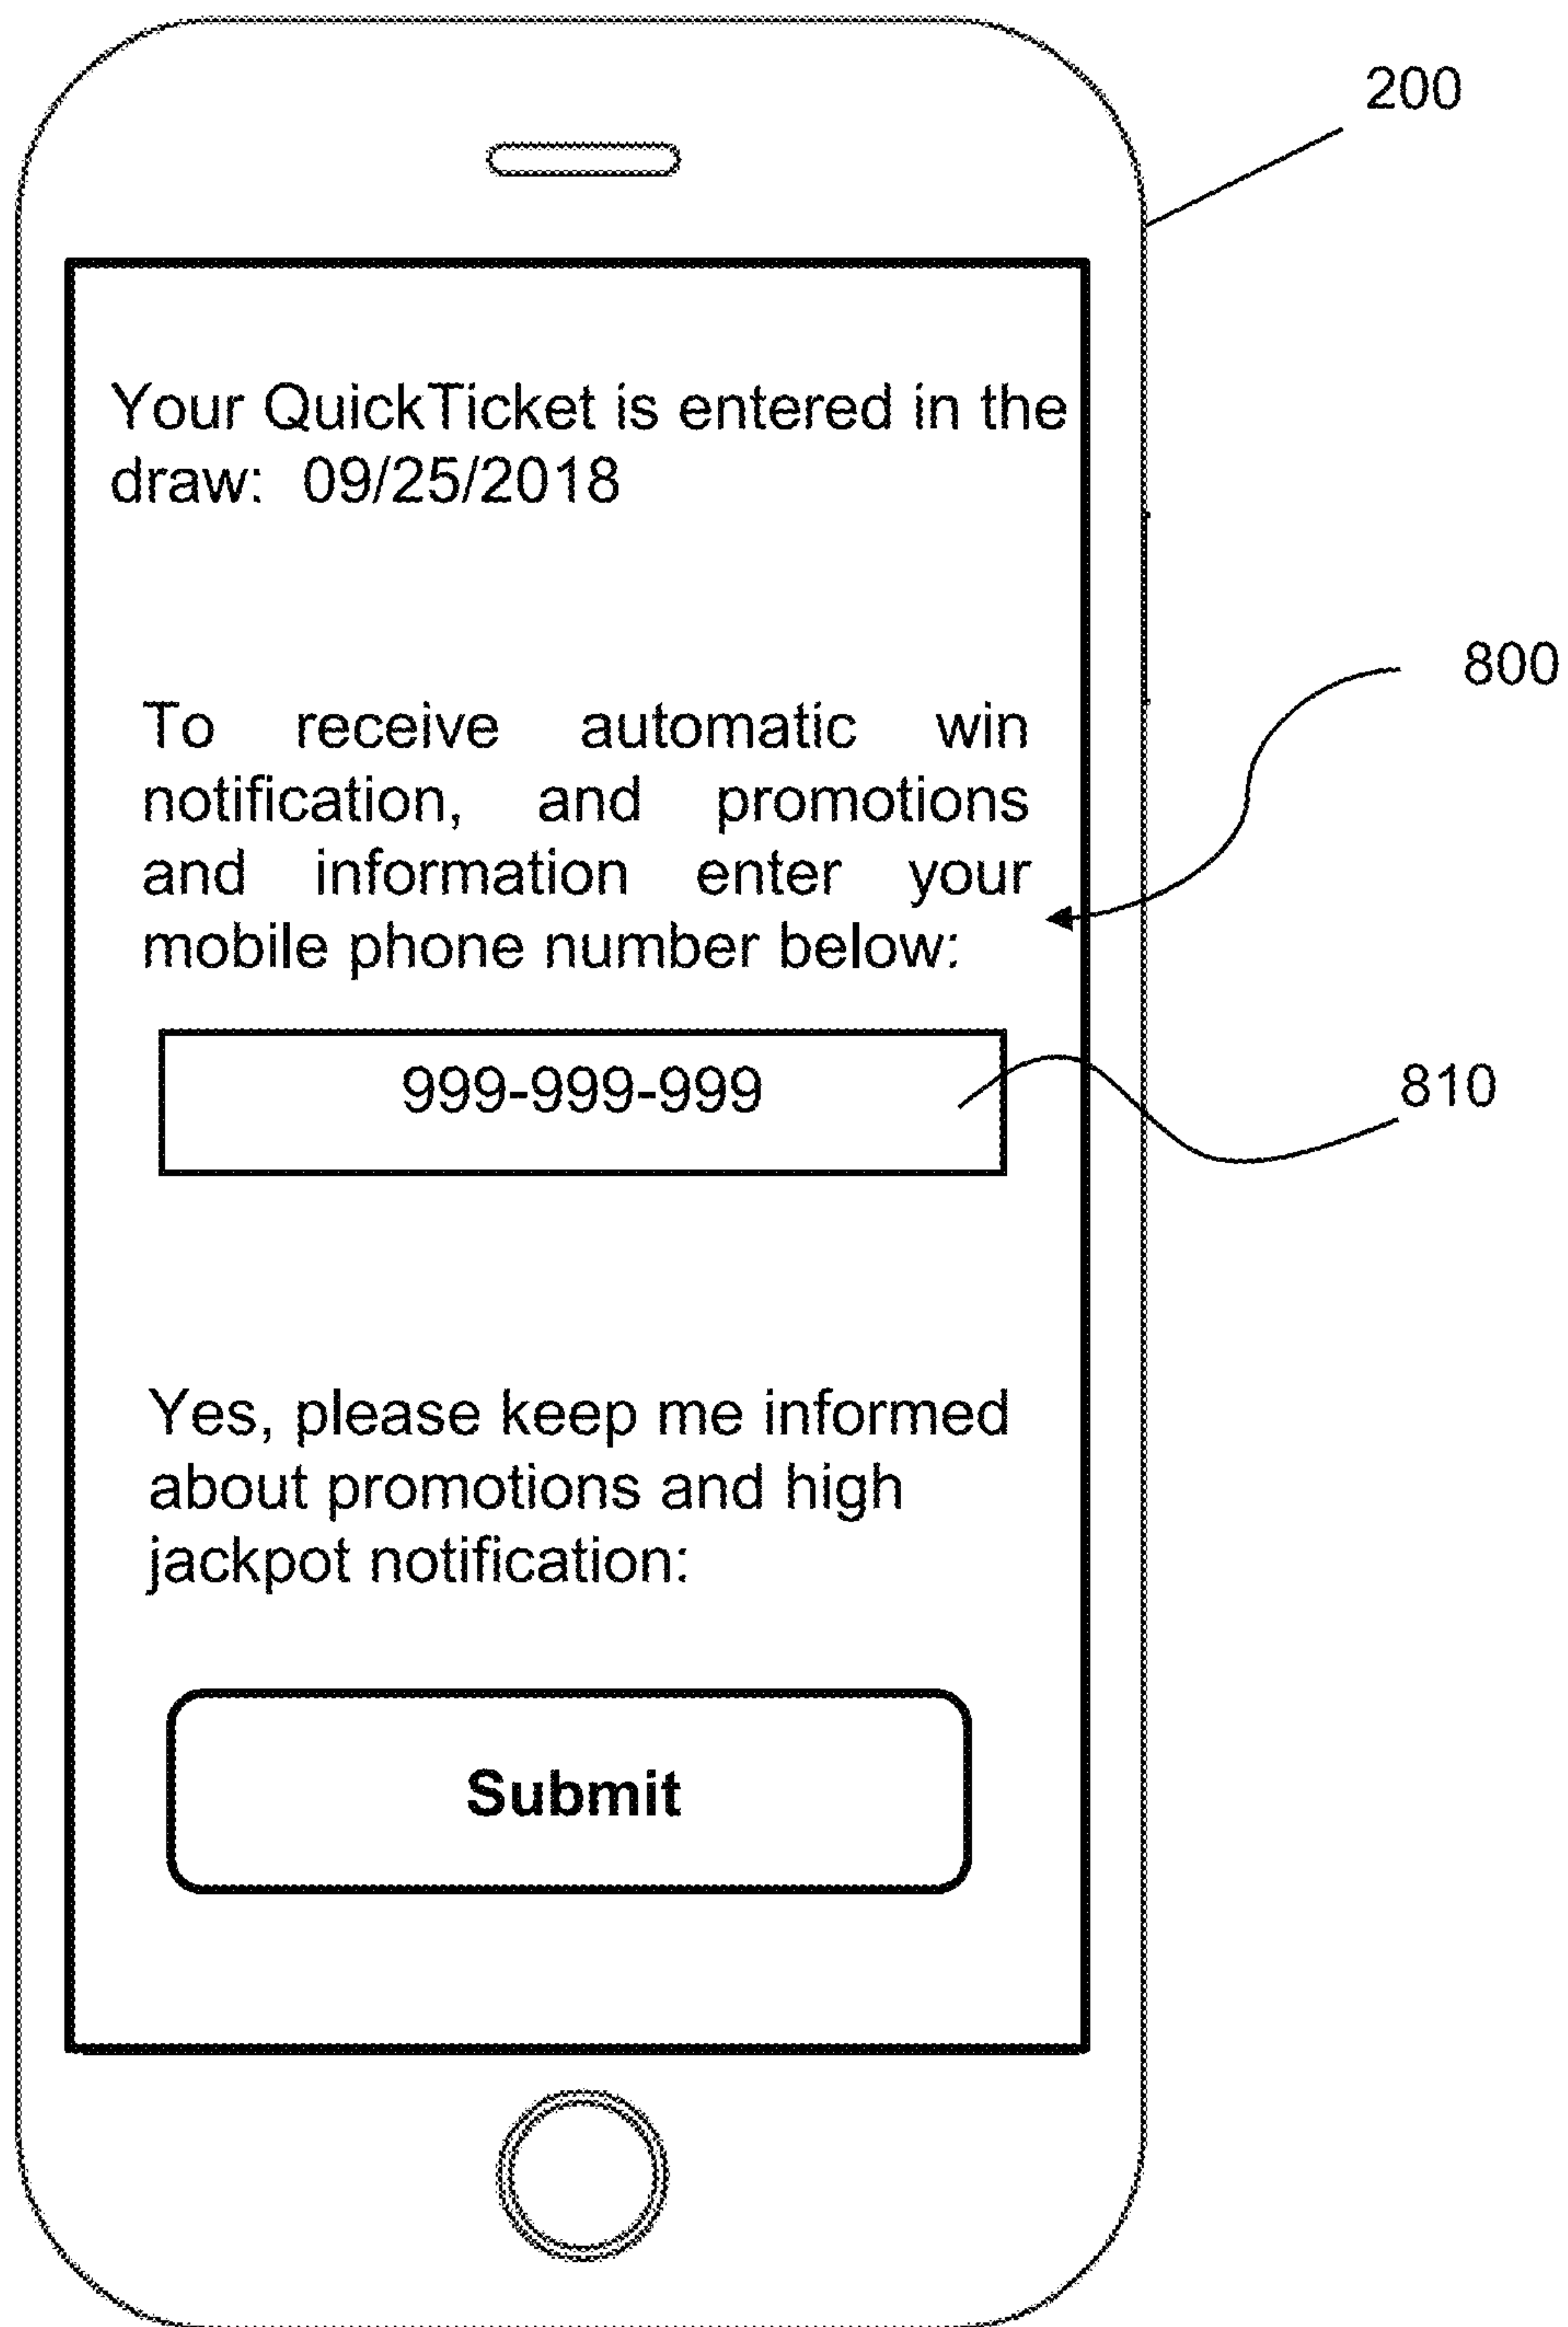 200
Your QuickTicket is entered in the
draw: 09/25/2018
800
To receive automatic win
notification, and promotions
and information enter your
mobile phone number below:
999-999-999
810
Yes, please keep me informed
about promotions and high
jackpot notification:
Submit